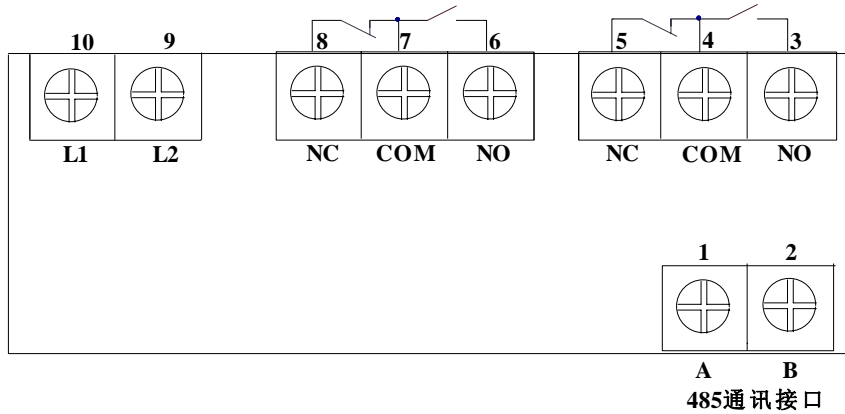 10 9 8 7 6 5 4 3
L1 L2 NC COM NO NC COM NO
1 2
A B
485通讯接口